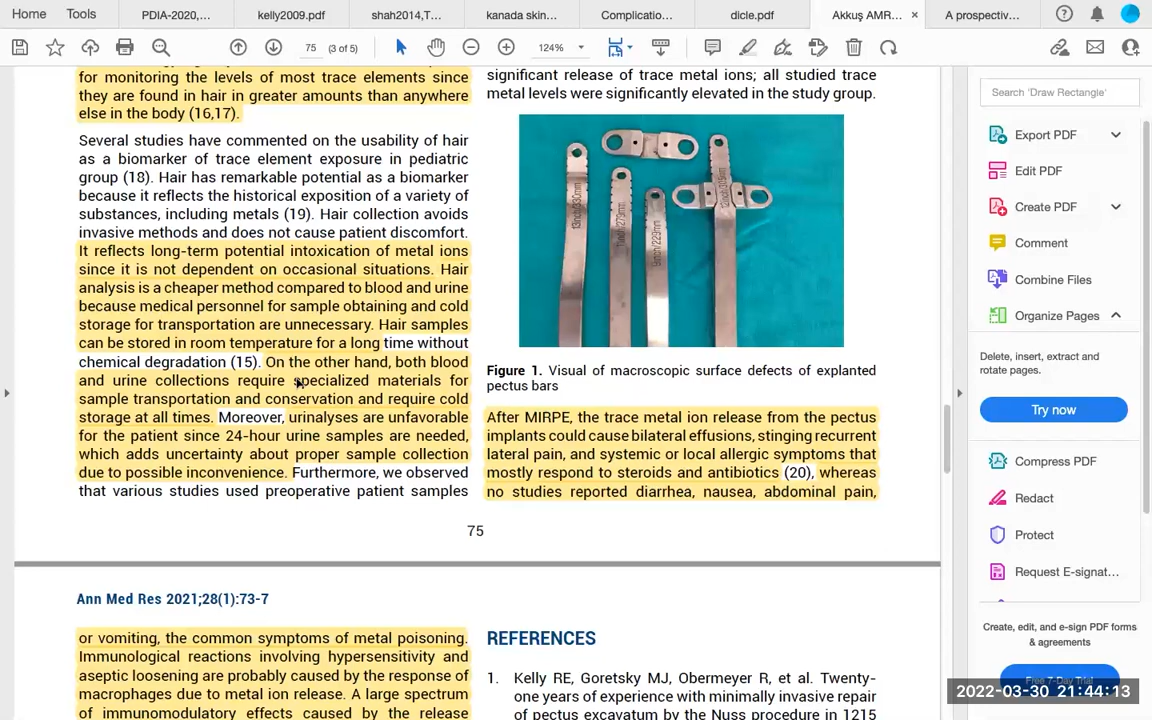 Home
Tools
PDIA-2020,...
kelly2009.pdf
shah2014,T...
kanada skin...
Complicatio...
dicle.pdf
Akkuş AMR...
A prospectiv...
75
(3 of 5)
124%
for monitoring the levels of most trace elements since
they are found in hair in greater amounts than anywhere
else in the body (16,17).
Several studies have commented on the usability of hair
as a biomarker of trace element exposure in pediatric
group (18). Hair has remarkable potential as a biomarker
because it reflects the historical exposition of a variety of
substances, including metals (19). Hair collection avoids
invasive methods and does not cause patient discomfort.
It reflects long-term potential intoxication of metal ions
since it is not dependent on occasional situations. Hair
analysis is a cheaper method compared to blood and urine
because medical personnel for sample obtaining and cold
storage for transportation are unnecessary. Hair samples
can be stored in room temperature for a long time without
chemical degradation (15). On the other hand, both blood
and urine collections require specialized materials for
sample transportation and conservation and require cold
storage at all times. Moreover, urinalyses are unfavorable
for the patient since 24-hour urine samples are needed,
which adds uncertainty about proper sample collection
due to possible inconvenience. Furthermore, we observed
that various studies used preoperative patient samples
significant release of trace metal ions; all studied trace
metal levels were significantly elevated in the study group.
13inch/330mm
11inch/279mm
9inch/229mm
Figure 1. Visual of macroscopic surface defects of explanted
pectus bars
After MIRPE, the trace metal ion release from the pectus
implants could cause bilateral effusions, stinging recurrent
lateral pain, and systemic or local allergic symptoms that
mostly respond to steroids and antibiotics (20), whereas
no studies reported diarrhea, nausea, abdominal pain,
75
Ann Med Res 2021;28(1):73-7
or vomiting, the common symptoms of metal poisoning.
Immunological reactions involving hypersensitivity and
aseptic loosening are probably caused by the response of
macrophages due to metal ion release. A large spectrum
of immunomodulatory effects caused by the release
REFERENCES
1. Kelly RE, Goretsky MJ, Obermeyer R, et al. Twenty-
one years of experience with minimally invasive repair
of pectus excavatum by the Nuss procedure in 1215
Search 'Draw Rectangle'
Export PDF
Edit PDF
Create PDF
Comment
Combine Files
Organize Pages
Delete, insert, extract and
rotate pages.
Try now
Compress PDF
Redact
Protect
Request E-signat...
Create, edit, and e-sign PDF forms
& agreements
Free 7-Day Trial
2022-03-30 21:44:13